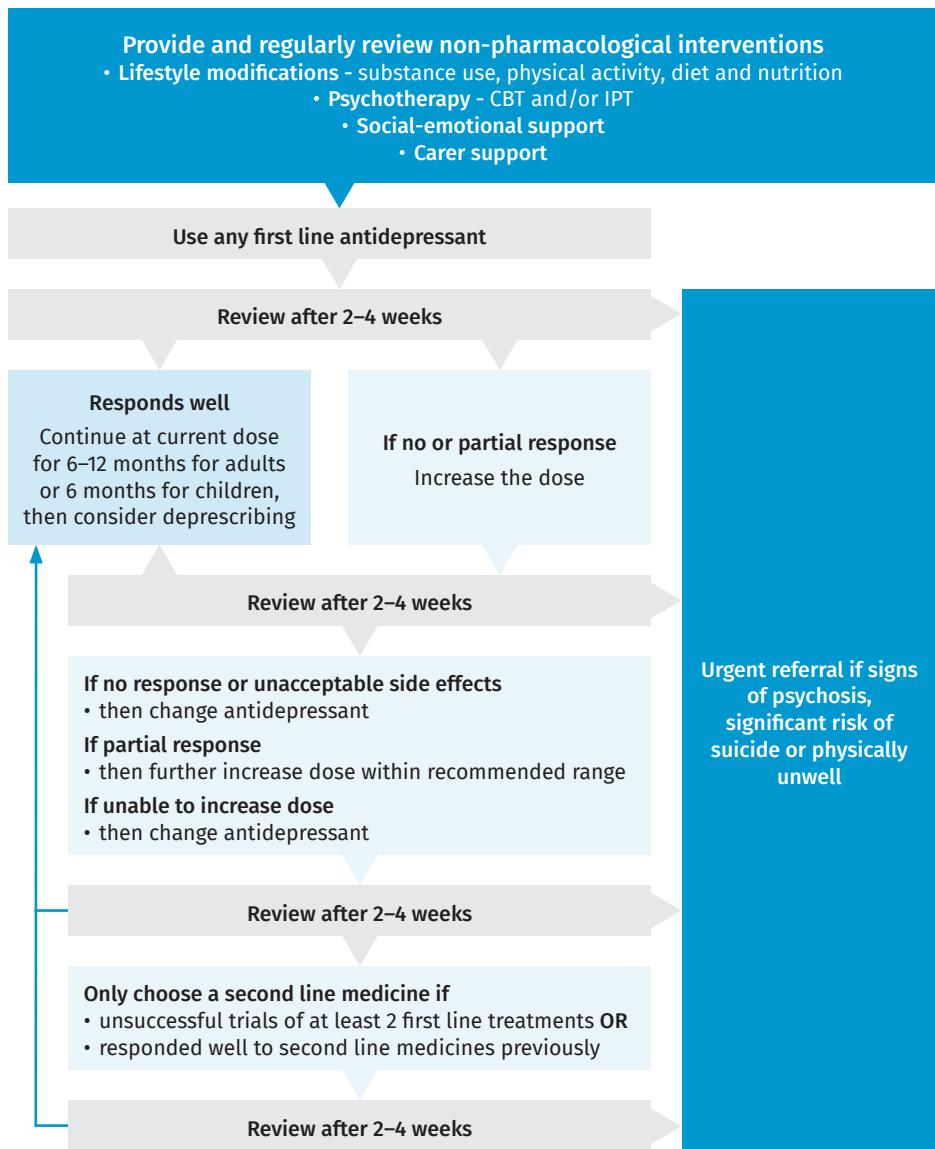 Provide and regularly review non-pharmacological interventions
• Lifestyle modifications - substance use, physical activity, diet and nutrition
• Psychotherapy - CBT and/or IPT
• Social-emotional support
• Carer support
Use any first line antidepressant
Review after 2–4 weeks
Responds well
Continue at current dose
for 6–12 months for adults
or 6 months for children,
then consider deprescribing
If no or partial response
Increase the dose
Review after 2–4 weeks
If no response or unacceptable side effects
• then change antidepressant
If partial response
• then further increase dose within recommended range
If unable to increase dose
• then change antidepressant
Review after 2–4 weeks
Only choose a second line medicine if
• unsuccessful trials of at least 2 first line treatments OR
• responded well to second line medicines previously
Review after 2–4 weeks
Urgent referral if signs
of psychosis,
significant risk of
suicide or physically
unwell